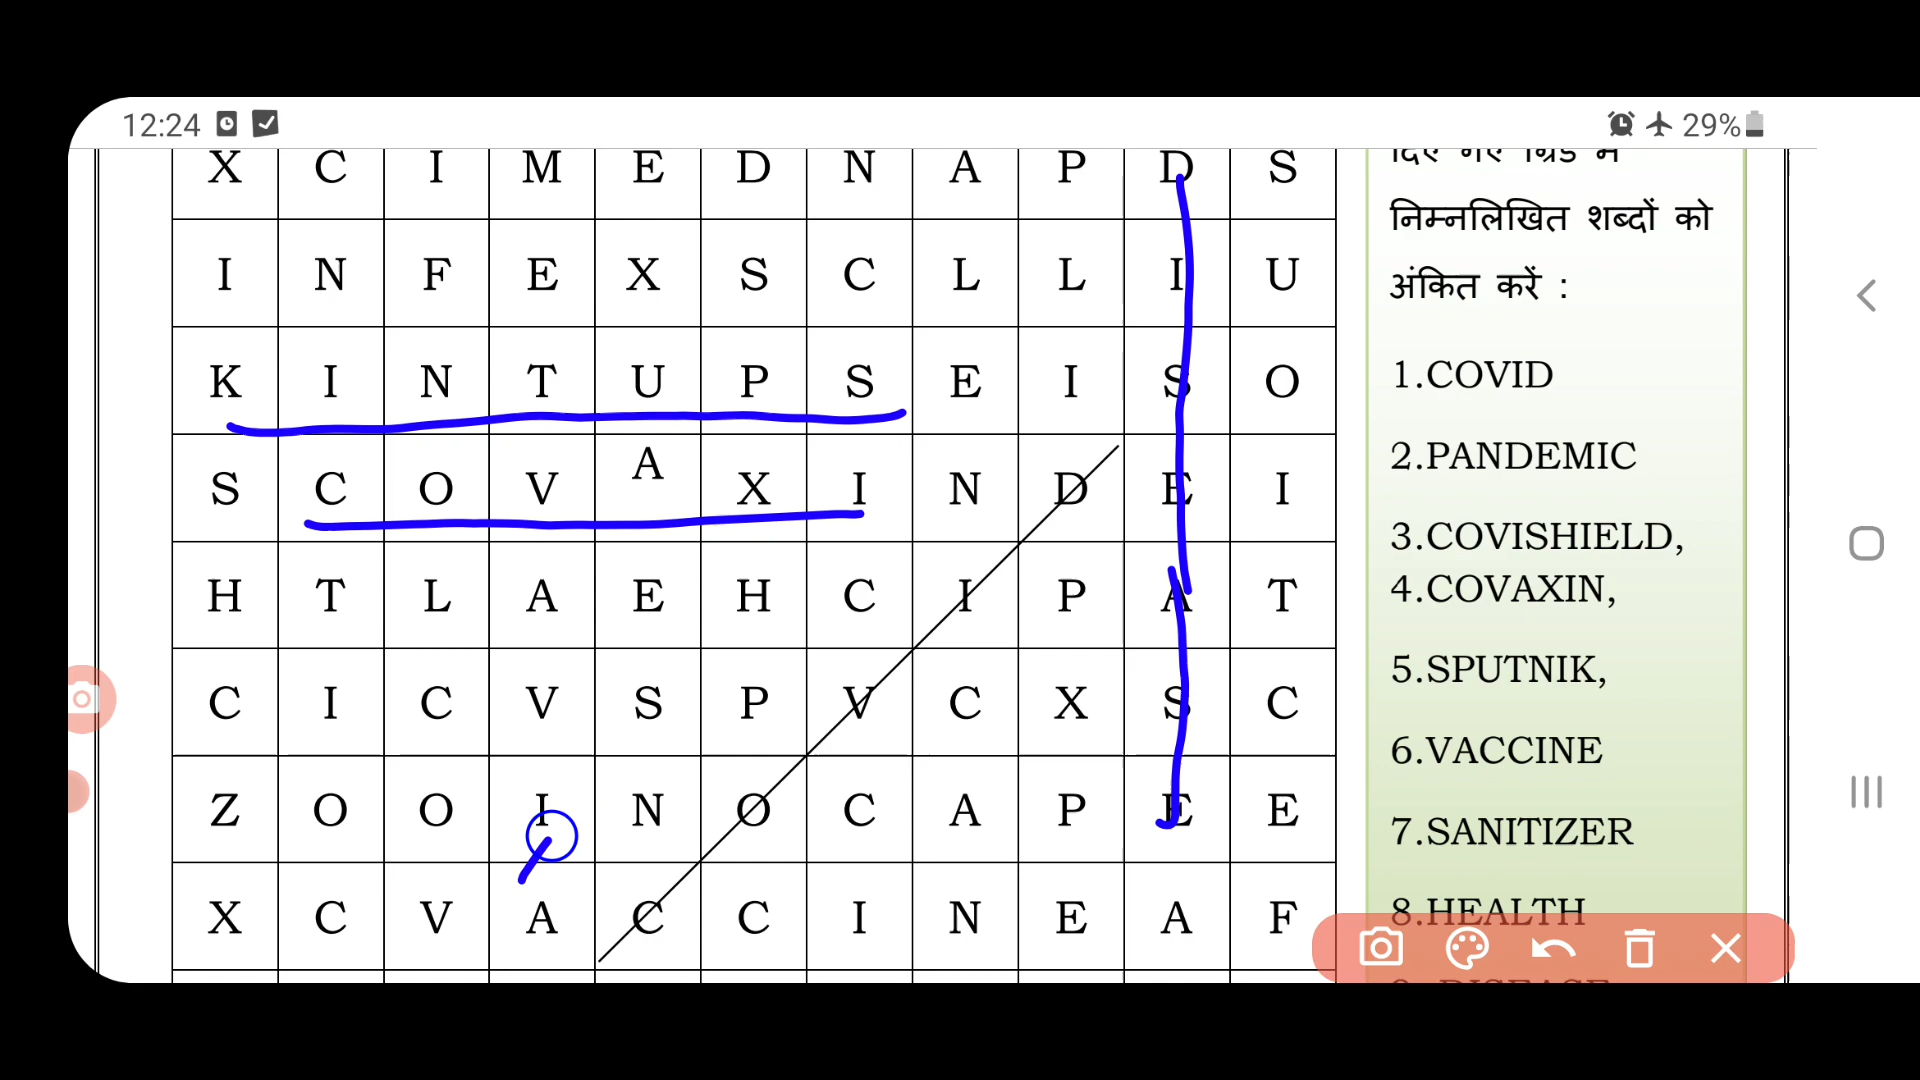 12:24
29%
X C I M E D N A P D S
I N F E X S C L L I U
K I N T U P S E I S O
S C O V A X I N D E I
H T L A E H C I P A T
C I C V S P V C X S C
Z O O I N O C A P E E
X C V A C C I N E A F
दिए गए ग्रिड में
निम्नलिखित शब्दों को
अंकित करें :
1.COVID
2.PANDEMIC
3.COVISHIELD,
4.COVAXIN,
5.SPUTNIK,
6.VACCINE
7.SANITIZER
8.HEALTH